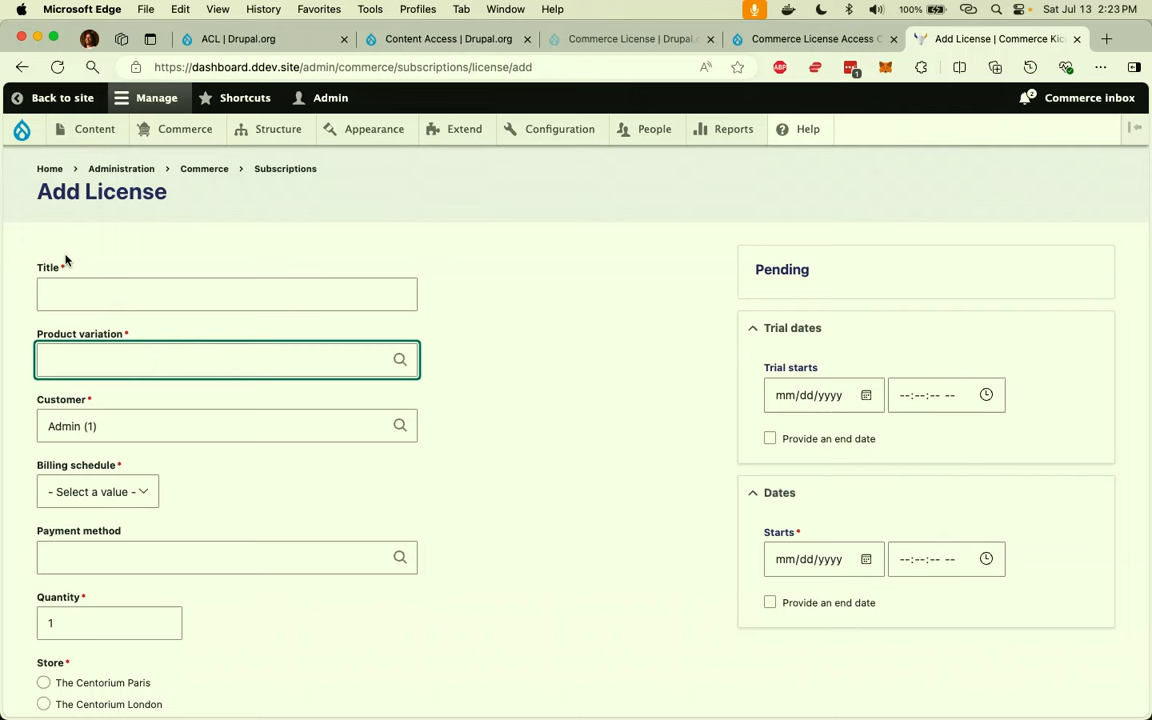 Microsoft Edge File Edit View History Favorites Tools Profiles Tab Window Help 100% Sat Jul 13 2:23 PM
ACL | Drupal.org Content Access | Drupal.org Commerce License | Drupal. Commerce License Access C Add License | Commerce Kic
https://dashboard.ddev.site/admin/commerce/subscriptions/license/add
Back to site Manage Shortcuts Admin 2 Commerce inbox
Content Commerce Structure Appearance Extend Configuration People Reports Help
Home > Administration > Commerce > Subscriptions
Add License
Title*
Product variation*
Customer*
Admin (1)
Billing schedule*
- Select a value -
Payment method
Quantity*
1
Store*
The Centorium Paris
The Centorium London
Pending
Trial dates
Trial starts
mm/dd/yyyy --:--:-- --
Provide an end date
Dates
Starts*
mm/dd/yyyy --:--:-- --
Provide an end date